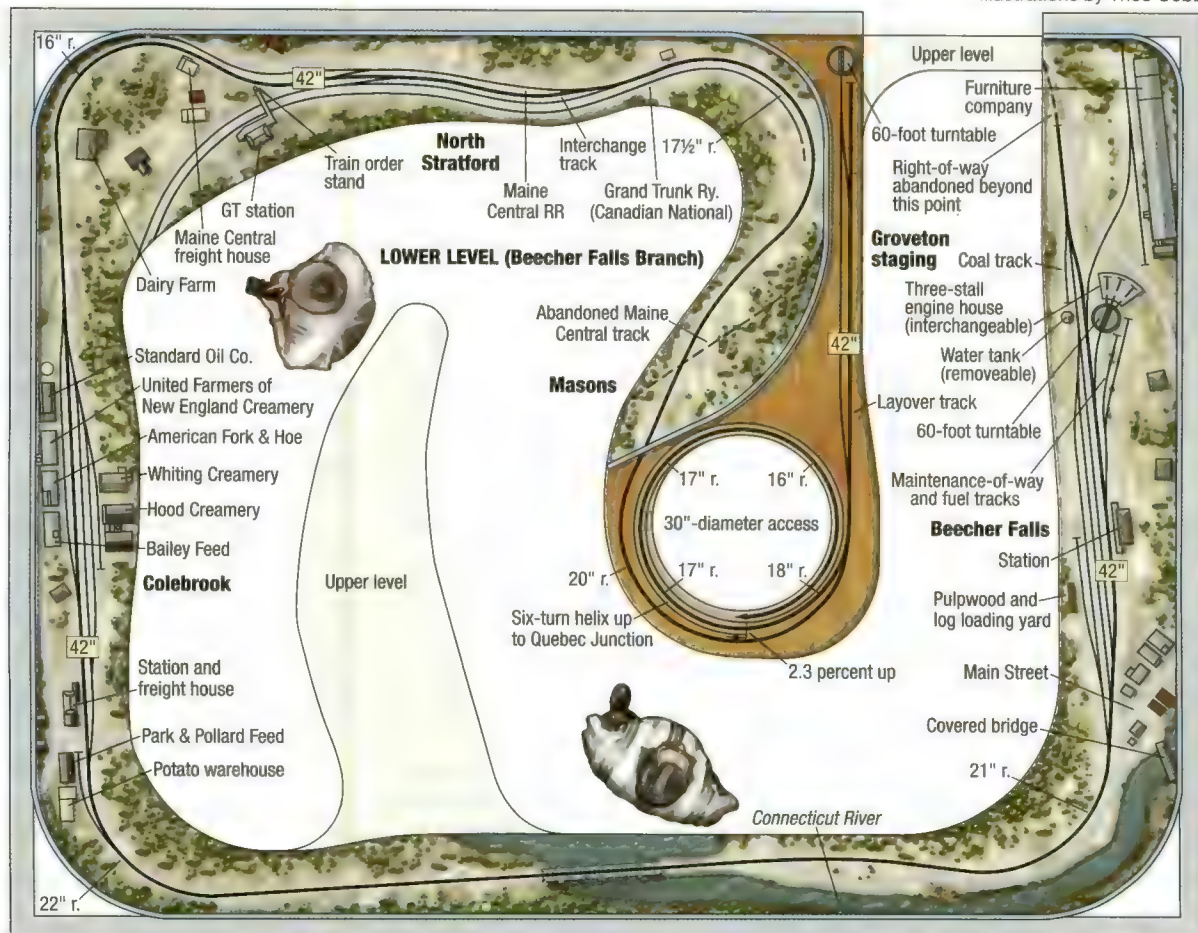 16" r.
42"
North
Stratford
Train order
stand
GT station
Maine Central
freight house
Dairy Farm
Interchange
track
17½" r.
Maine
Central RR
Grand Trunk Ry.
(Canadian National)
LOWER LEVEL (Beecher Falls Branch)
Standard Oil Co.
United Farmers of
New England Creamery
American Fork & Hoe
Whiting Creamery
Hood Creamery
Bailey Feed
Colebrook
42"
Station and
freight house
Park & Pollard Feed
Potato warehouse
22" r.
Upper level
Abandoned Maine
Central track
Masons
42"
17" r.
16" r.
30"-diameter access
20" r.
17" r.
18" r.
Six-turn helix up
to Quebec Junction
2.3 percent up
Connecticut River
Upper level
60-foot turntable
Furniture
company
Right-of-way
abandoned beyond
this point
Groveton
staging
Coal track
Three-stall
engine house
(interchangeable)
Water tank
(removeable)
Layover track
60-foot turntable
Maintenance-of-way
and fuel tracks
Beecher Falls
Station
42"
Pulpwood and
log loading yard
Main Street
Covered bridge
21" r.